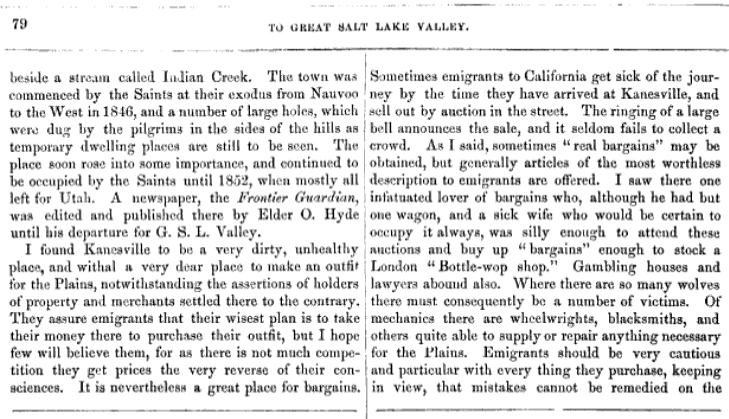 79
TO GREAT SALT LAKE VALLEY.
beside a stream called Indian Creek. The town was
commenced by the Saints at their exodus from Nauvoo
to the West in 1846, and a number of large holes, which
were dug by the pilgrims in the sides of the hills as
temporary dwelling places are still to be seen. The
place soon rose into some importance, and continued to
be occupied by the Saints until 1852, when mostly all
left for Utah. A newspaper, the Frontier Guardian,
was edited and published there by Elder O. Hyde
until his departure for G. S. L. Valley.
I found Kanesville to be a very dirty, unhealthy
place, and withal a very dear place to make an outfit
for the Plains, notwithstanding the assertions of holders
of property and merchants settled there to the contrary.
They assure emigrants that their wisest plan is to take
their money there to purchase their outfit, but I hope
few will believe them, for as there is not much compe-
tition they get prices the very reverse of their con-
sciences. It is nevertheless a great place for bargains.
Sometimes emigrants to California get sick of the jour-
ney by the time they have arrived at Kanesville, and
sell out by auction in the street. The ringing of a large
bell announces the sale, and it seldom fails to collect a
crowd. As I said, sometimes "real bargains" may be
obtained, but generally articles of the most worthless
description to emigrants are offered. I saw there one
infatuated lover of bargains who, although he had but
one wagon, and a sick wife who would be certain to
occupy it always, was silly enough to attend these
auctions and buy up "bargains" enough to stock a
London "Bottle-wop shop." Gambling houses and
lawyers abound also. Where there are so many wolves
there must consequently be a number of victims. Of
mechanics there are wheelwrights, blacksmiths, and
others quite able to supply or repair anything necessary
for the Plains. Emigrants should be very cautious
and particular with every thing they purchase, keeping
in view, that mistakes cannot be remedied on the